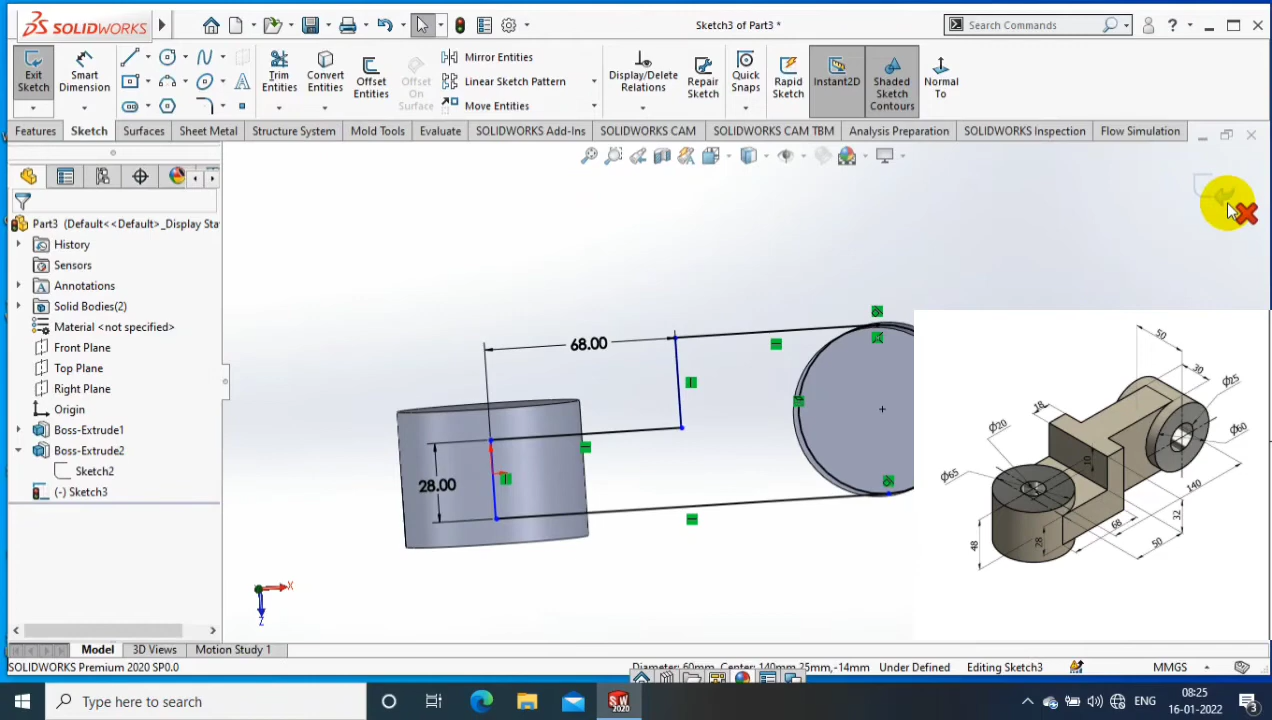 SOLIDWORKS
Sketch3 of Part3 *
Search Commands
Exit Sketch
Smart Dimension
Trim Entities
Convert Entities
Offset Entities
Offset On Surface
Mirror Entities
Linear Sketch Pattern
Move Entities
Display/Delete Relations
Repair Sketch
Quick Snaps
Rapid Sketch
Instant2D
Shaded Sketch Contours
Normal To
Features
Sketch
Surfaces
Sheet Metal
Structure System
Mold Tools
Evaluate
SOLIDWORKS Add-Ins
SOLIDWORKS CAM
SOLIDWORKS CAM TBM
Analysis Preparation
SOLIDWORKS Inspection
Flow Simulation
Part3 (Default<<Default>_Display Sta
History
Sensors
Annotations
Solid Bodies(2)
Material <not specified>
Front Plane
Top Plane
Right Plane
Origin
Boss-Extrude1
Boss-Extrude2
Sketch2
(-) Sketch3
68.00
28.00
X
Z
50
30
Ø25
18
Ø20
Ø60
10
Ø65
140
68
32
48
28
50
Model
3D Views
Motion Study 1
SOLIDWORKS Premium 2020 SP0.0
Diameter: 60mm Center: 140mm,25mm,-14mm
Under Defined
Editing Sketch3
MMGS
Type here to search
SW
2020
ENG
08:25
16-01-2022
3